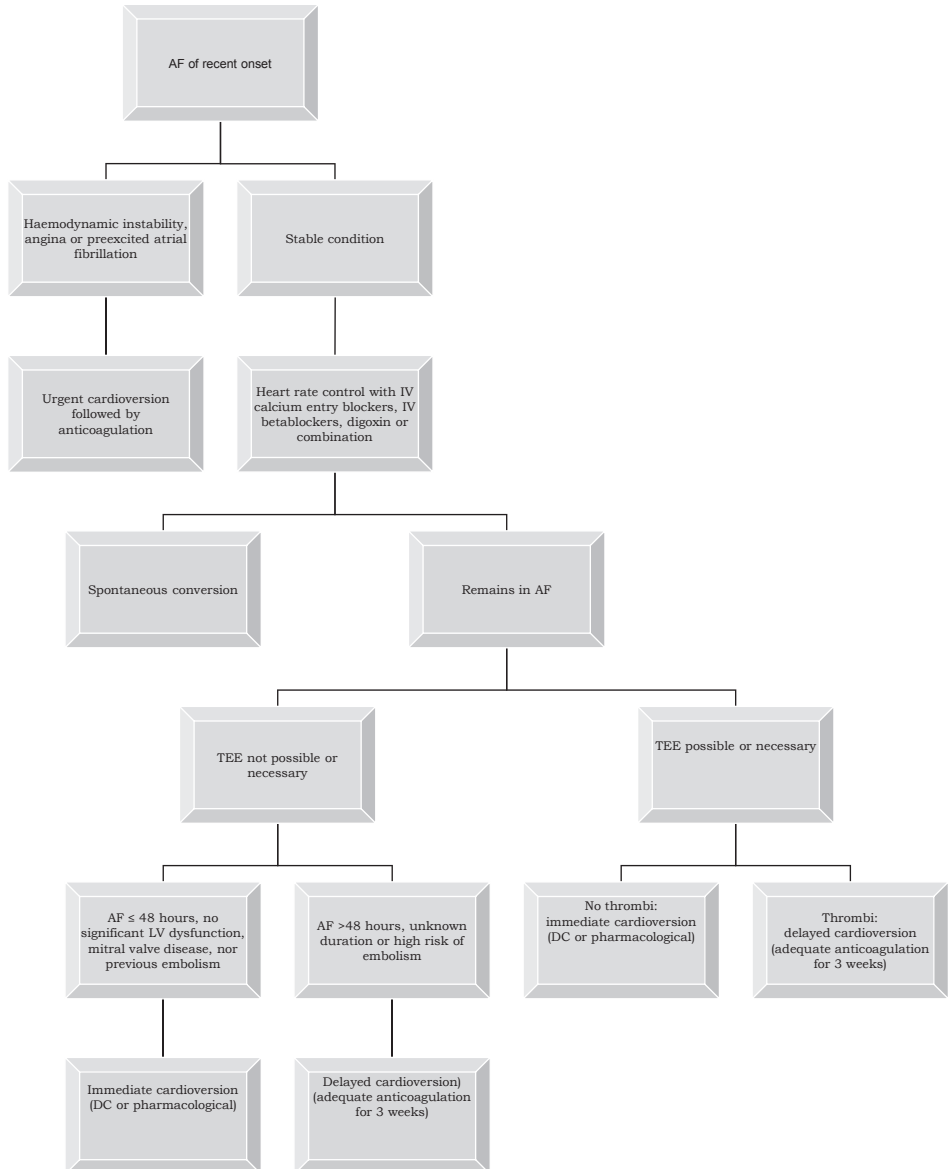 AF of recent onset
Haemodynamic instability,
angina or preexcited atrial
fibrillation
Stable condition
Urgent cardioversion
followed by
anticoagulation
Heart rate control with IV
calcium entry blockers, IV
betablockers, digoxin or
combination
Spontaneous conversion
Remains in AF
TEE not possible or
necessary
TEE possible or necessary
AF ≤ 48 hours, no
significant LV dysfunction,
mitral valve disease, nor
previous embolism
AF >48 hours, unknown
duration or high risk of
embolism
No thrombi:
immediate cardioversion
(DC or pharmacological)
Thrombi:
delayed cardioversion
(adequate anticoagulation
for 3 weeks)
Immediate cardioversion
(DC or pharmacological)
Delayed cardioversion)
(adequate anticoagulation
for 3 weeks)